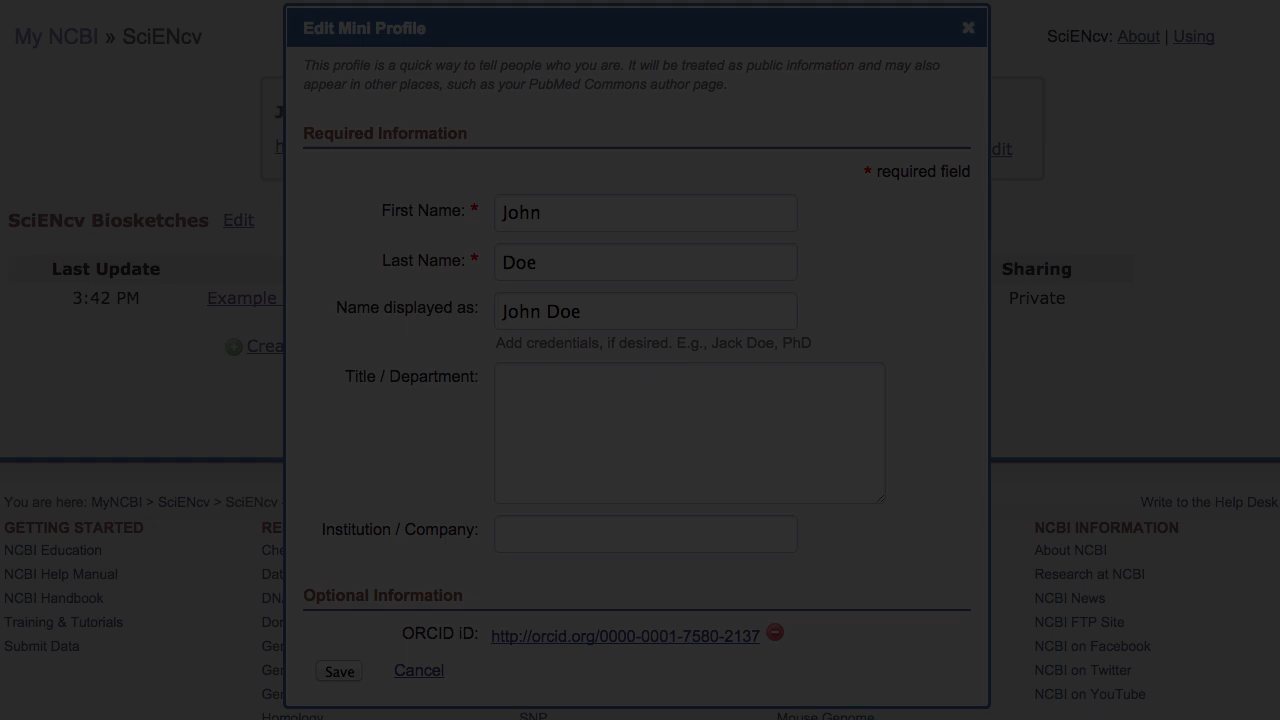 My NCBI » SciENcv
SciENcv: About | Using
Edit Mini Profile
This profile is a quick way to tell people who you are. It will be treated as public information and may also
appear in other places, such as your PubMed Commons author page.
Required Information
* required field
First Name: * John
Last Name: * Doe
Name displayed as: John Doe
Add credentials, if desired. E.g., Jack Doe, PhD
Title / Department:
Institution / Company:
Optional Information
ORCID iD: http://orcid.org/0000-0001-7580-2137
Save Cancel
SciENcv Biosketches Edit
Last Update Sharing
3:42 PM Example Private
You are here: MyNCBI > SciENcv > SciENcv
Write to the Help Desk
GETTING STARTED
NCBI Education
NCBI Help Manual
NCBI Handbook
Training & Tutorials
Submit Data
Homology
SNP
Mouse Genome
NCBI INFORMATION
About NCBI
Research at NCBI
NCBI News
NCBI FTP Site
NCBI on Facebook
NCBI on Twitter
NCBI on YouTube